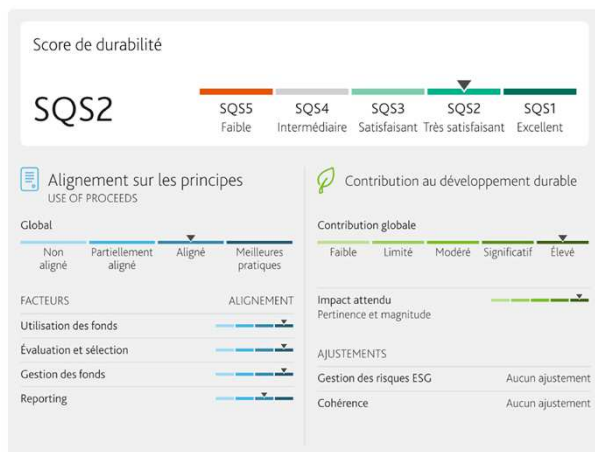 Score de durabilité
SQS2
SQS5 SQS4 SQS3 SQS2 SQS1
Faible Intermédiaire Satisfaisant Très satisfaisant Excellent
Alignement sur les principes
USE OF PROCEEDS
Global
Non aligné
Partiellement aligné
Aligné
Meilleures pratiques
FACTEURS ALIGNEMENT
Utilisation des fonds
Évaluation et sélection
Gestion des fonds
Reporting
Contribution au développement durable
Contribution globale
Faible Limité Modéré Significatif Élevé
Impact attendu
Pertinence et magnitude
AJUSTEMENTS
Gestion des risques ESG Aucun ajustement
Cohérence Aucun ajustement